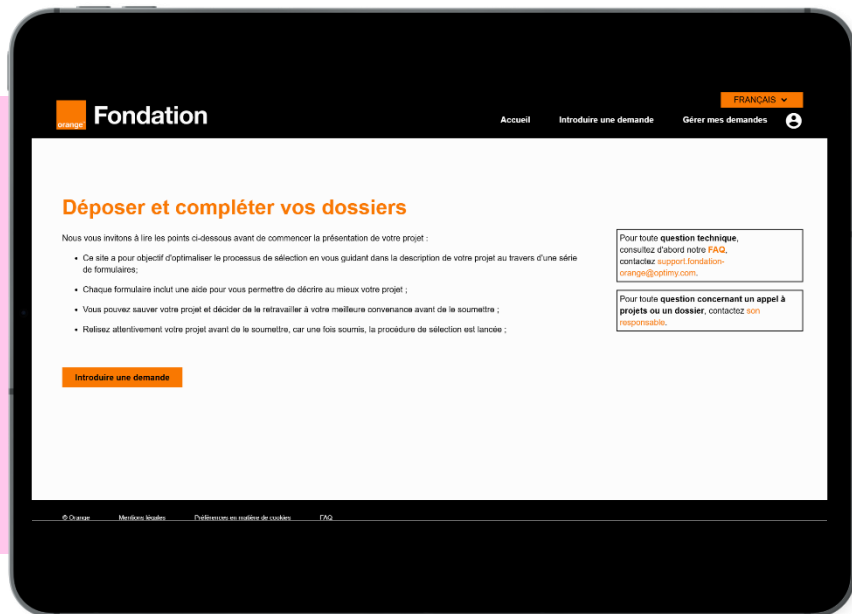 FRANÇAIS
orange™ Fondation
Accueil Introduire une demande Gérer mes demandes
Déposer et compléter vos dossiers
Nous vous invitons à lire les points ci-dessous avant de commencer la présentation de votre projet :
• Ce site a pour objectif d'optimaliser le processus de sélection en vous guidant dans la description de votre projet au travers d'une série
de formulaires;
• Chaque formulaire inclut une aide pour vous permettre de décrire au mieux votre projet ;
• Vous pouvez sauver votre projet et décider de le retravailler à votre meilleure convenance avant de le soumettre ;
• Relisez attentivement votre projet avant de le soumettre, car une fois soumis, la procédure de sélection est lancée ;
Introduire une demande
Pour toute question technique,
consultez d'abord notre FAQ,
contactez support.fondation-
orange@optimy.com.
Pour toute question concernant un appel à
projets ou un dossier, contactez son
responsable.
© Orange Mentions légales Préférences en matière de cookies FAQ